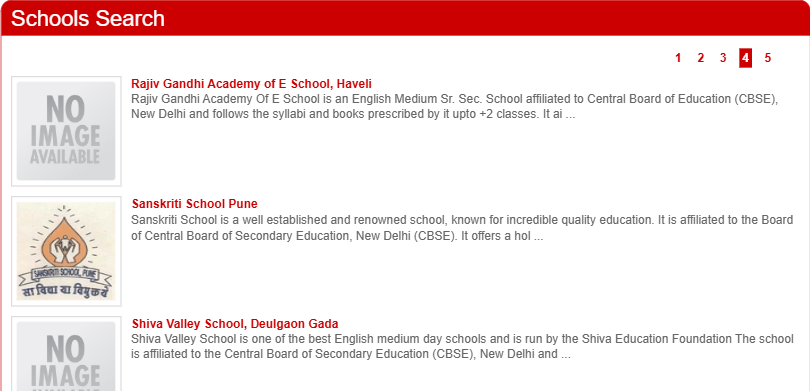 Schools Search
1 2 3 4 5
NO
IMAGE
AVAILABLE
Rajiv Gandhi Academy of E School, Haveli
Rajiv Gandhi Academy Of E School is an English Medium Sr. Sec. School affiliated to Central Board of Education (CBSE),
New Delhi and follows the syllabi and books prescribed by it upto +2 classes. It ai ...
Sanskriti School Pune
Sanskriti School is a well established and renowned school, known for incredible quality education. It is affiliated to the Board
of Central Board of Secondary Education, New Delhi (CBSE). It offers a hol ...
SANSKRITI SCHOOL, PUNE
सा विद्या या विमुक्तये
Shiva Valley School, Deulgaon Gada
Shiva Valley School is one of the best English medium day schools and is run by the Shiva Education Foundation The school
is affiliated to the Central Board of Secondary Education (CBSE), New Delhi and ...
NO
IMAGE